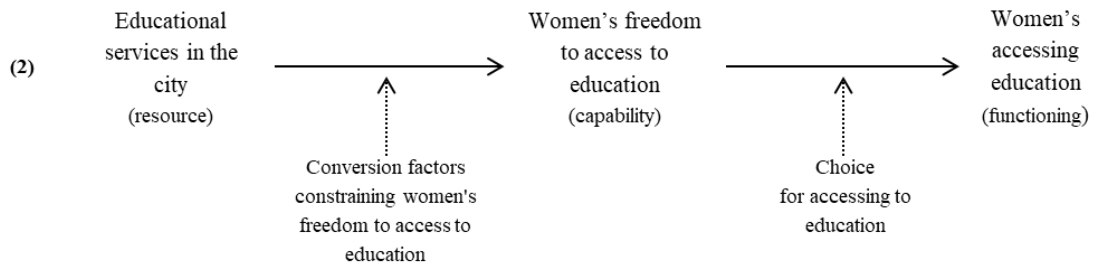 (2)
Educational
services in the
city
(resource)
Women’s freedom
to access to
education
(capability)
Women’s
accessing
education
(functioning)
Conversion factors
constraining women's
freedom to access to
education
Choice
for accessing to
education